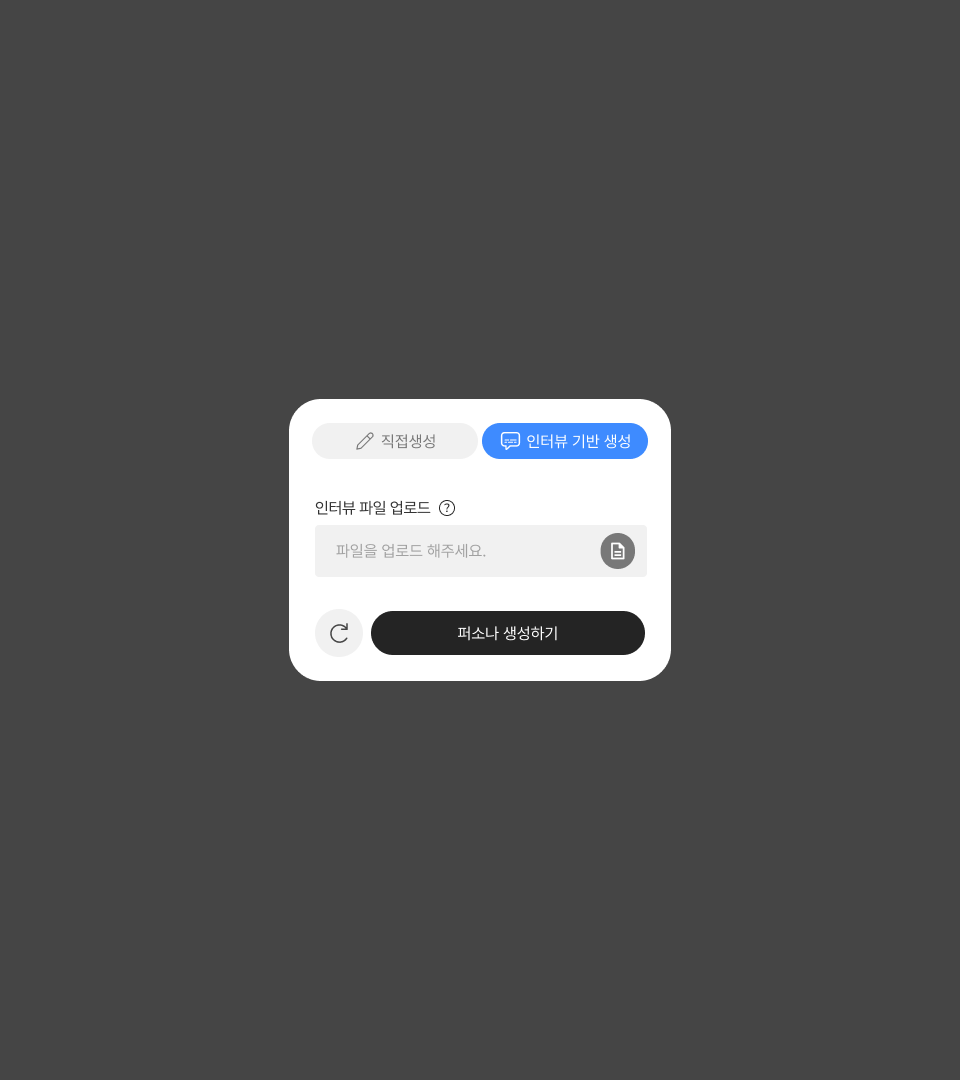 직접생성
인터뷰 기반 생성
인터뷰 파일 업로드 ?
파일을 업로드 해주세요.
퍼소나 생성하기